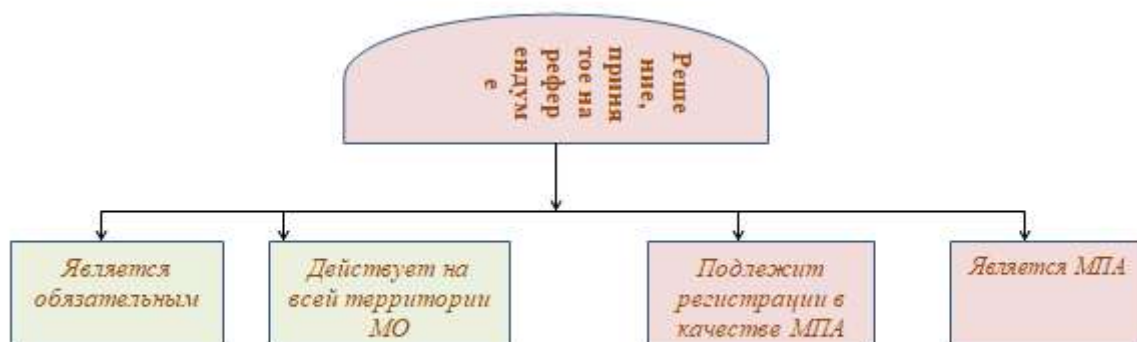 Реше
ние,
приня
тое на
рефер
ендум
е
Является
обязательным
Действует на
всей территории
МО
Подлежит
регистрации в
качестве МПА
Является МПА